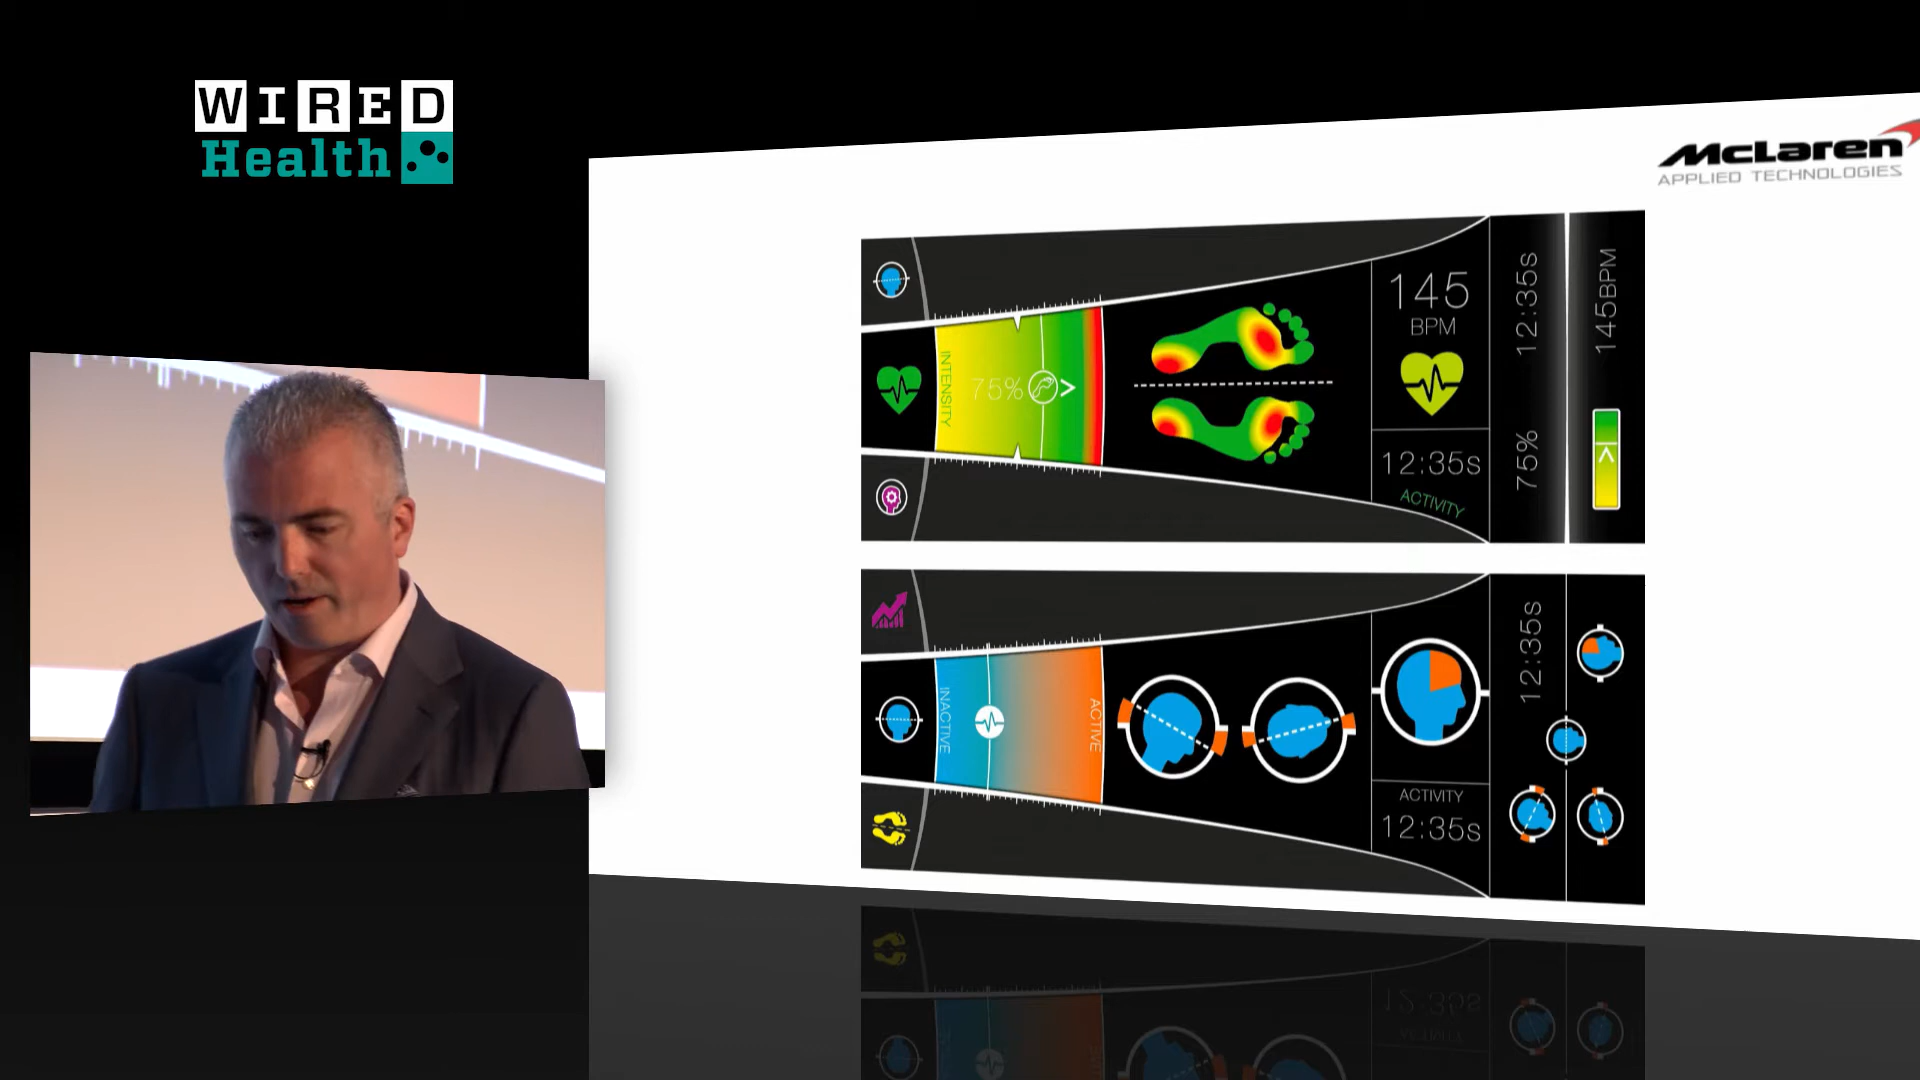 WIRED
Health
McLaren
APPLIED TECHNOLOGIES
INTENSITY
75%
145
BPM
12:35s
ACTIVITY
12:35s
75%
145BPM
INACTIVE
ACTIVE
ACTIVITY
12:35s
12:35s